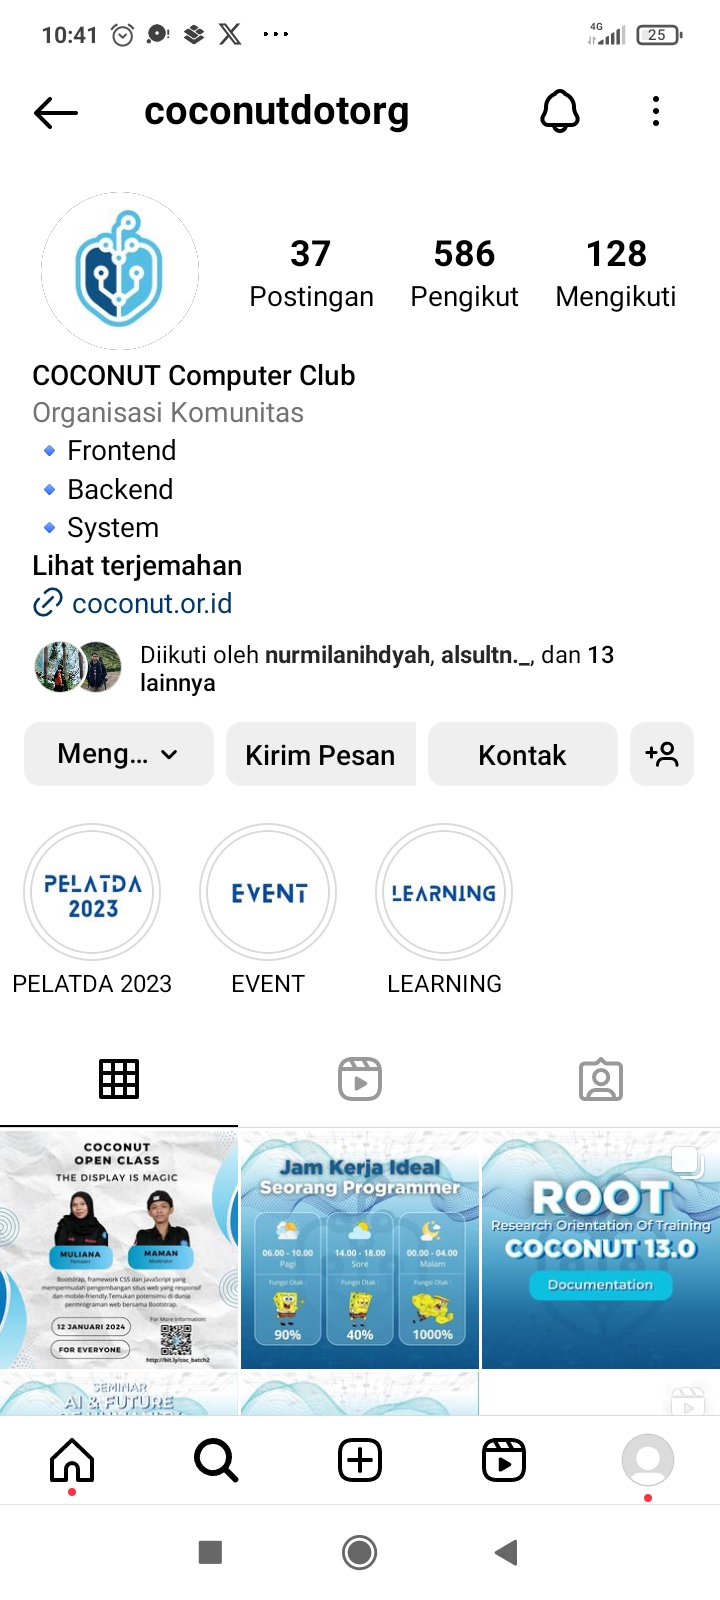 10:41
4G
25
coconutdotorg
37
586
128
Postingan
Pengikut
Mengikuti
COCONUT Computer Club
Organisasi Komunitas
Frontend
Backend
System
Lihat terjemahan
coconut.or.id
Diikuti oleh nurmilanihdyah, alsultn._, dan 13
lainnya
Meng...
Kirim Pesan
Kontak
PELATDA
2023
EVENT
LEARNING
PELATDA 2023
EVENT
LEARNING
COCONUT
OPEN CLASS
THE DISPLAY IS MAGIC
MULIANA
MAMAN
Moderator
Bootstrap, framework CSS dan JavaScript yang
mempermudah pengembangan situs web yang responsif
dan mobile-friendly,Temukan potensimu di dunia
permrograman web bersama Bootstrap.
12 JANUARI 2024
FOR EVERYONE
For More Information:
http://bit.ly/coc_batch2
Jam Kerja Ideal
Seorang Programmer
06.00 - 10.00
Pagi
Fungsi Otak :
90%
14.00 - 18.00
Sore
Fungsi Otak :
40%
00.00 - 04.00
Malam
Fungsi Otak :
1000%
ROOT
Research Orientation Of Training
COCONUT 13.0
Documentation
SEMINAR
AI & FUTURE